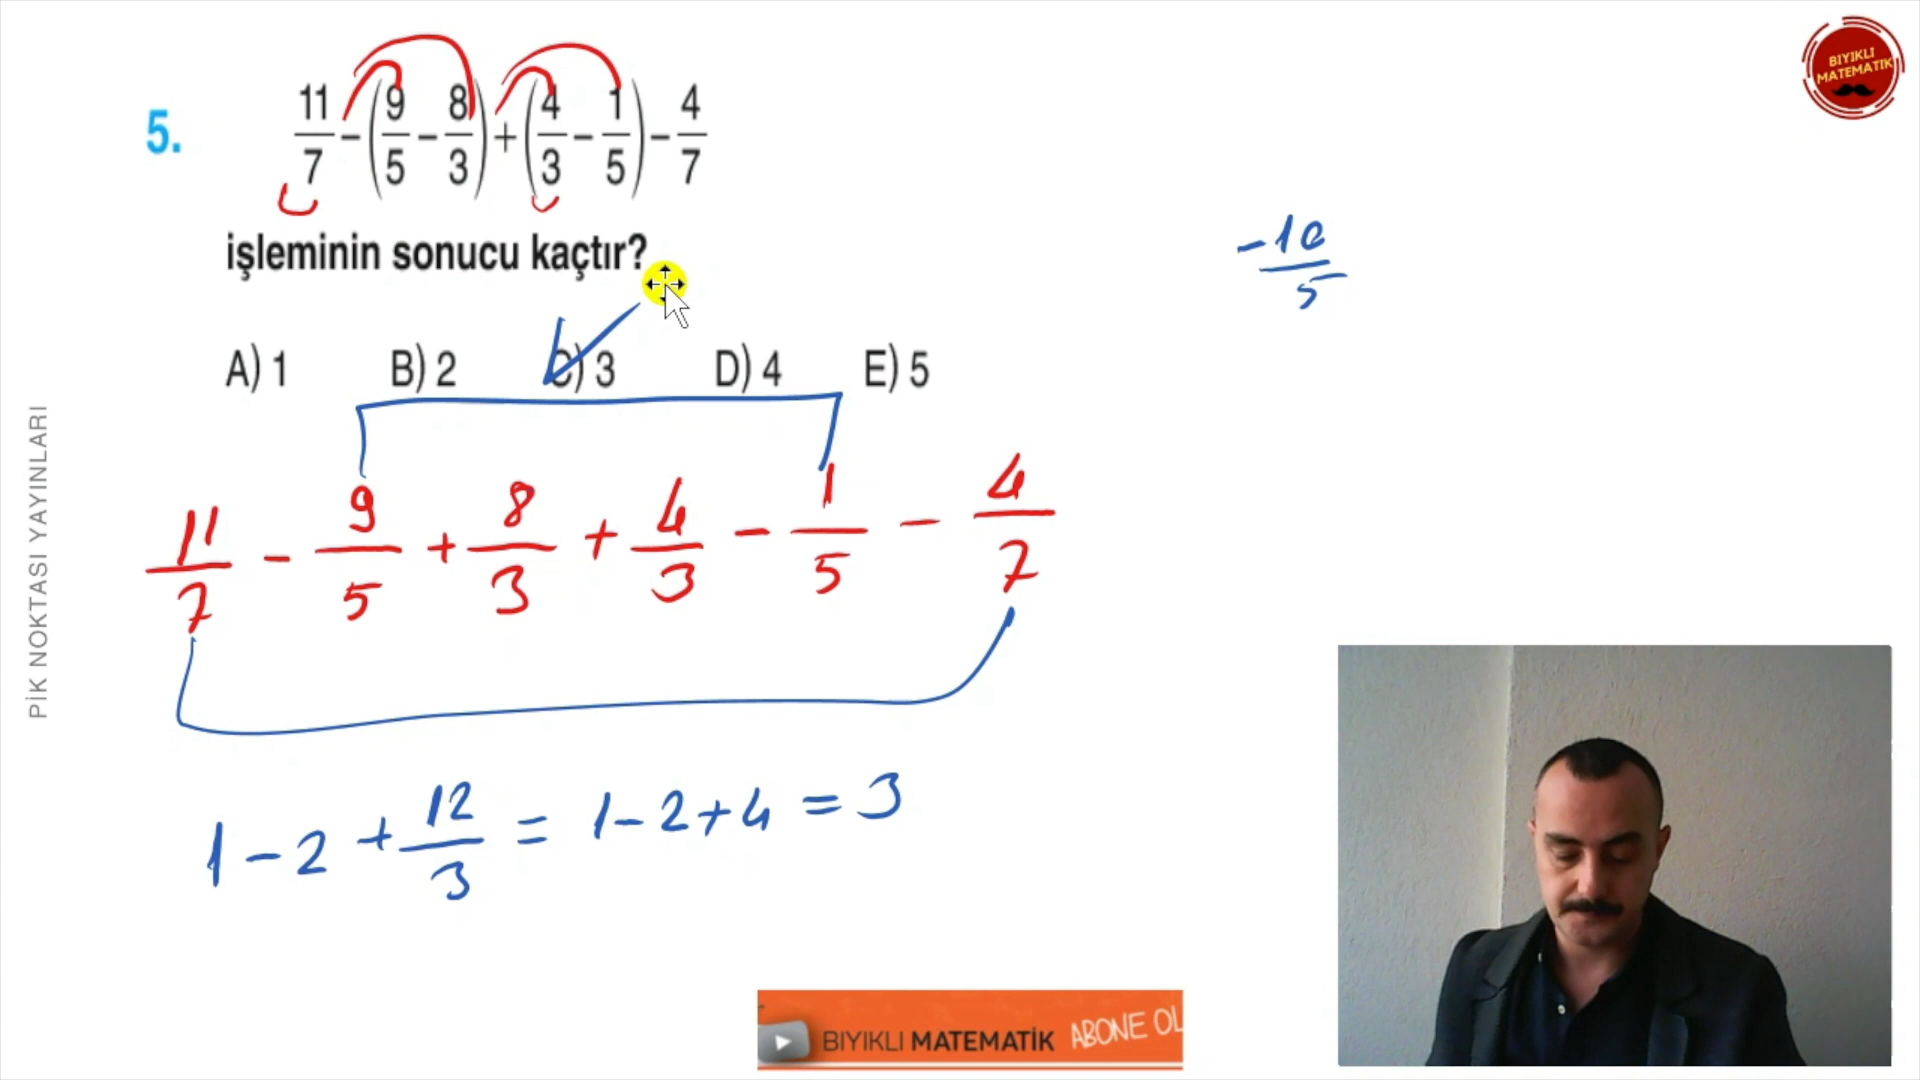 5. 11/7 - (9/5 - 8/3) + (4/3 - 1/5) - 4/7
işleminin sonucu kaçtır?
A) 1 B) 2 C) 3 D) 4 E) 5
11/7 - 9/5 + 8/3 + 4/3 - 1/5 - 4/7
1 - 2 + 12/3 = 1 - 2 + 4 = 3
-10/5
PİK NOKTASI YAYINLARI
BIYIKLI
MATEMATİK
BIYIKLI MATEMATİK ABONE OL